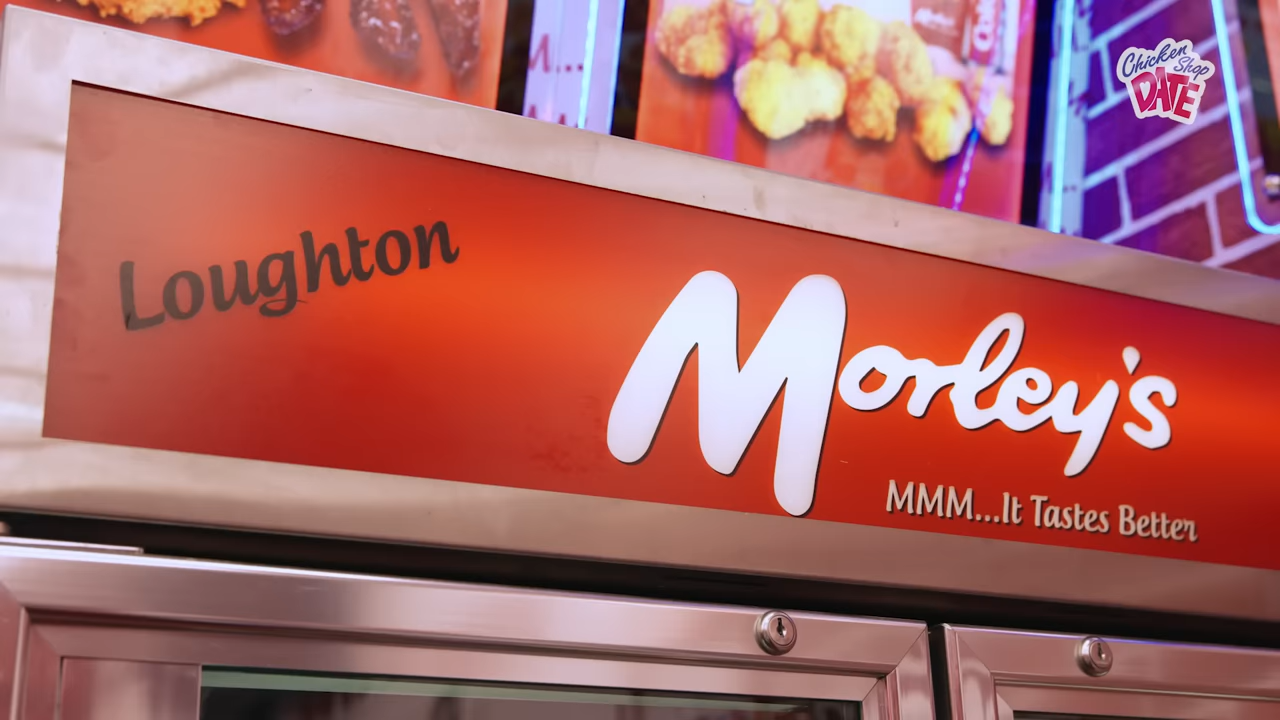 Chicken
Shop
DATE
M...
Loughton
Morley's
MMM...It Tastes Better